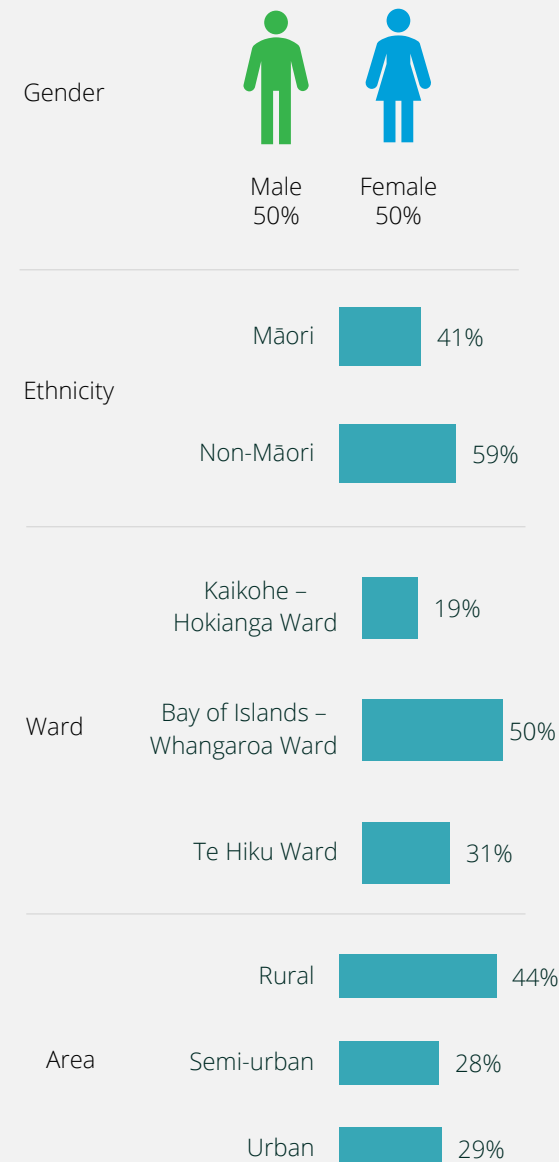 Gender
Male
50%
Female
50%
Ethnicity
Māori
41%
Non-Māori
59%
Ward
Kaikohe –
Hokianga Ward
19%
Bay of Islands –
Whangaroa Ward
50%
Te Hiku Ward
31%
Area
Rural
44%
Semi-urban
28%
Urban
29%